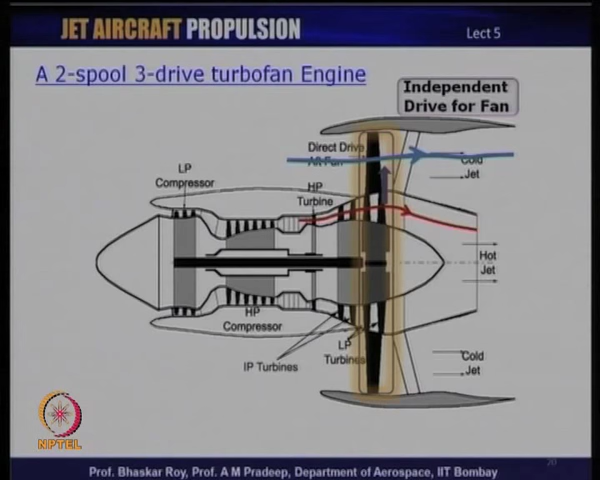 JET AIRCRAFT PROPULSION
Lect 5
A 2-spool 3-drive turbofan Engine
Independent
Drive for Fan
Direct Drive
Aft Fan
Cold
Jet
LP
Compressor
HP
Turbine
Hot
Jet
HP
Compressor
LP
Turbines
IP Turbines
Cold
Jet
NPTEL
Prof. Bhaskar Roy, Prof. A M Pradeep, Department of Aerospace, IIT Bombay
20